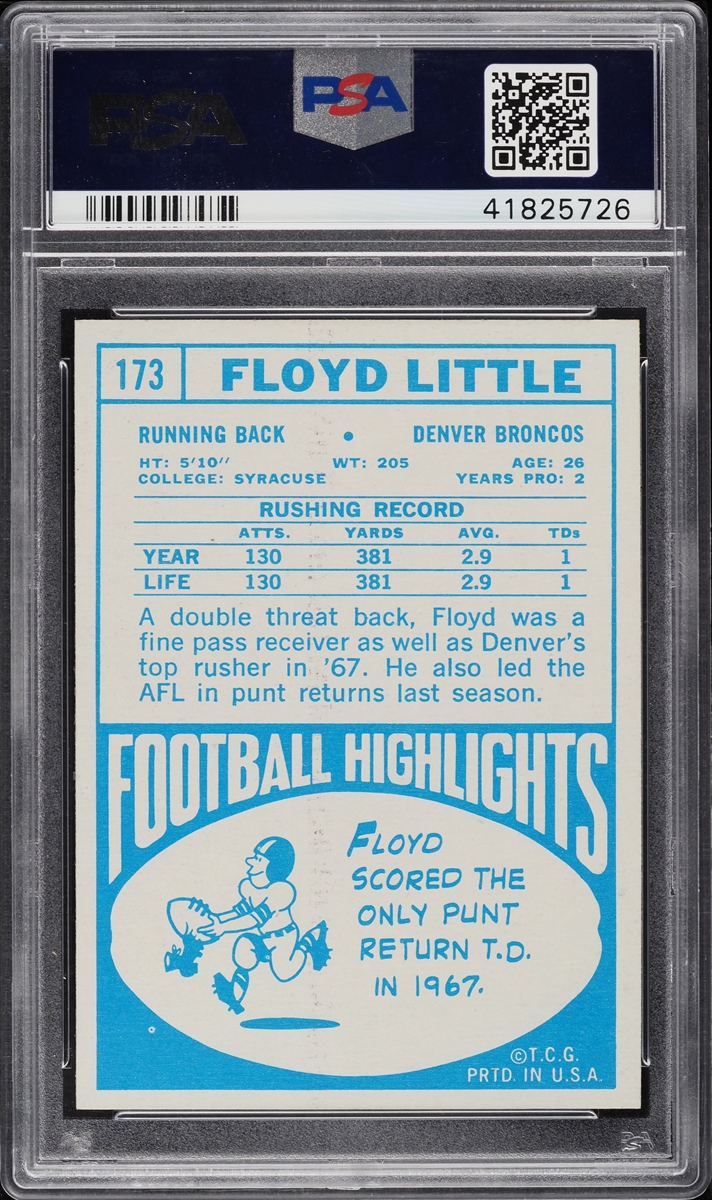 PSA
PSA
41825726
173 FLOYD LITTLE
RUNNING BACK • DENVER BRONCOS
HT: 5'10" WT: 205 AGE: 26
COLLEGE: SYRACUSE YEARS PRO: 2
RUSHING RECORD
ATTS. YARDS AVG. TDs
YEAR 130 381 2.9 1
LIFE 130 381 2.9 1
A double threat back, Floyd was a
fine pass receiver as well as Denver's
top rusher in '67. He also led the
AFL in punt returns last season.
FOOTBALL HIGHLIGHTS
FLOYD
SCORED THE
ONLY PUNT
RETURN T.D.
IN 1967.
©T.C.G.
PRTD. IN U.S.A.
PSA